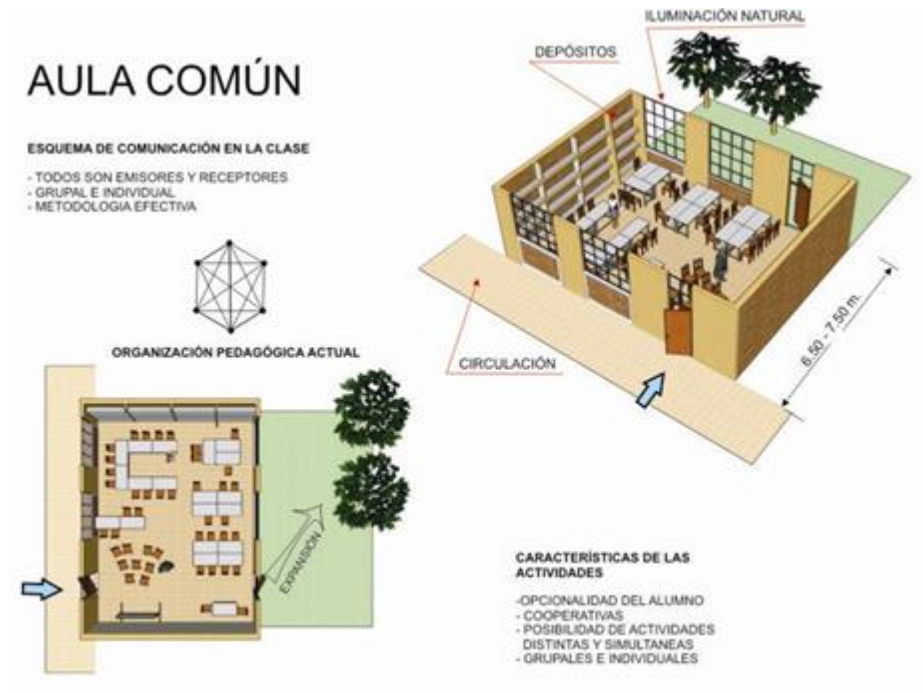 AULA COMÚN
ESQUEMA DE COMUNICACIÓN EN LA CLASE
- TODOS SON EMISORES Y RECEPTORES
- GRUPAL E INDIVIDUAL
- METODOLOGIA EFECTIVA
ORGANIZACIÓN PEDAGÓGICA ACTUAL
ILUMINACIÓN NATURAL
DEPÓSITOS
CIRCULACIÓN
6.50 - 7.50 m.
EXPANSIÓN
CARACTERÍSTICAS DE LAS
ACTIVIDADES
-OPCIONALIDAD DEL ALUMNO
- COOPERATIVAS
- POSIBILIDAD DE ACTIVIDADES
DISTINTAS Y SIMULTANEAS
- GRUPALES E INDIVIDUALES